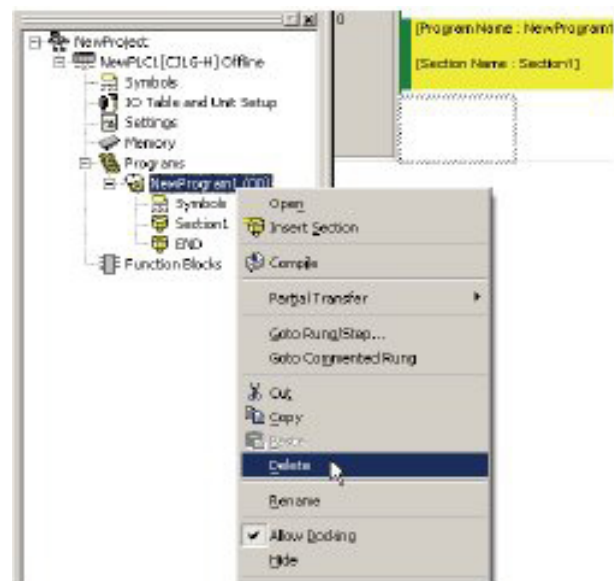 NewProject
NewPLC1[CJ1G-H] Offline
Symbols
IO Table and Unit Setup
Settings
Memory
Programs
NewProgram1 (00)
Symbols
Section1
END
Function Blocks
0
[Program Name : NewProgram1
[Section Name : Section1]
Open
Insert Section
Compile
Partial Transfer
Goto Rung/Step...
Goto Commented Rung
Cut
Copy
Paste
Delete
Rename
Allow Docking
Hide